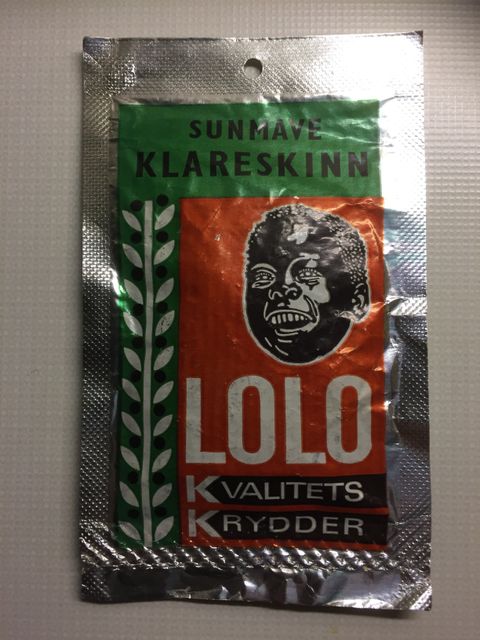 SUNMAVE
KLARESKINN
LOLO
KVALITETS
KRYDDER